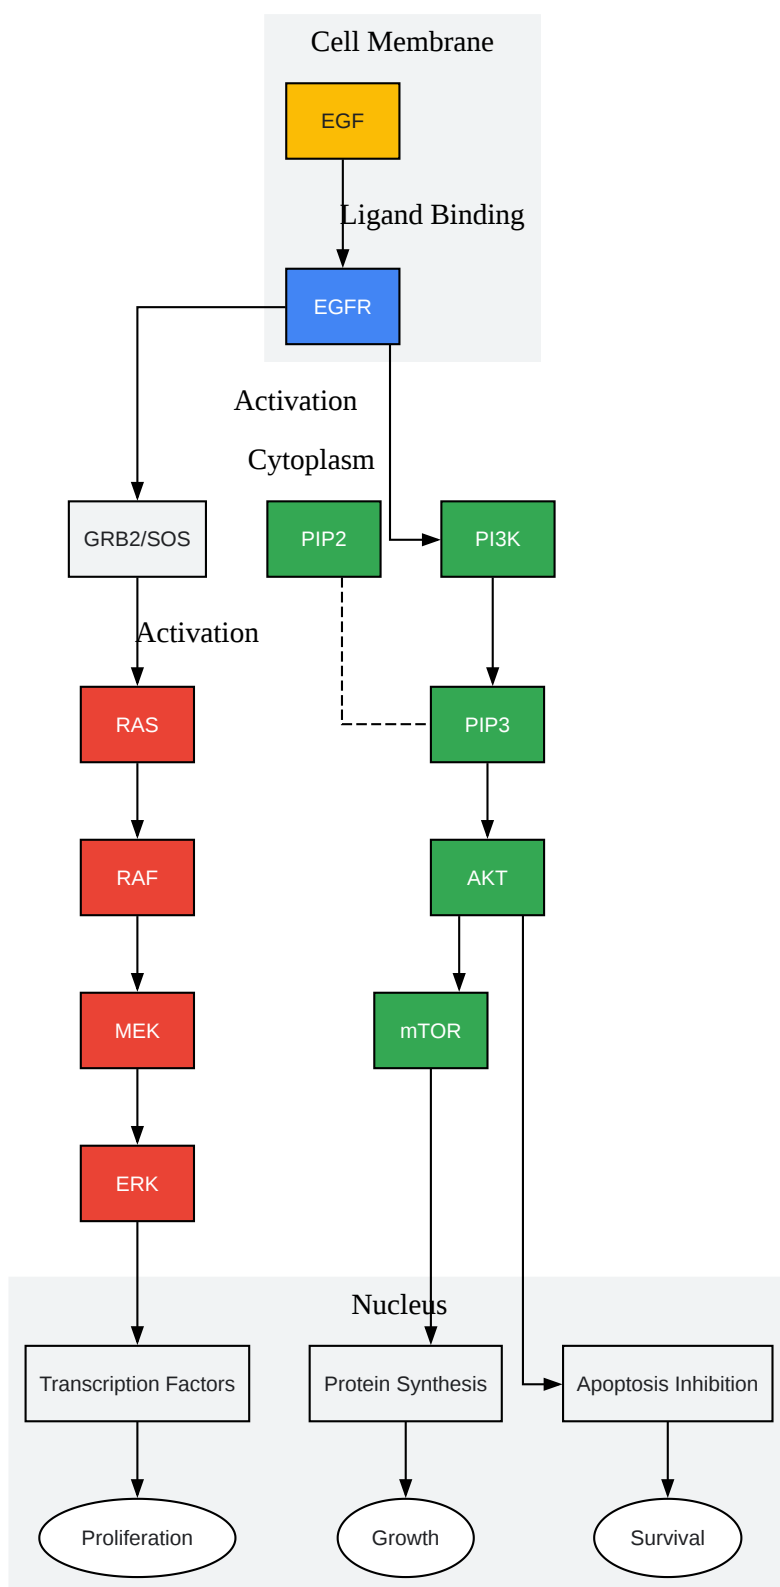 Cell Membrane
EGF
Ligand Binding
EGFR
Activation
Cytoplasm
GRB2/SOS
PIP2
PI3K
Activation
RAS
PIP3
RAF
AKT
MEK
mTOR
ERK
Nucleus
Transcription Factors
Protein Synthesis
Apoptosis Inhibition
Proliferation
Growth
Survival